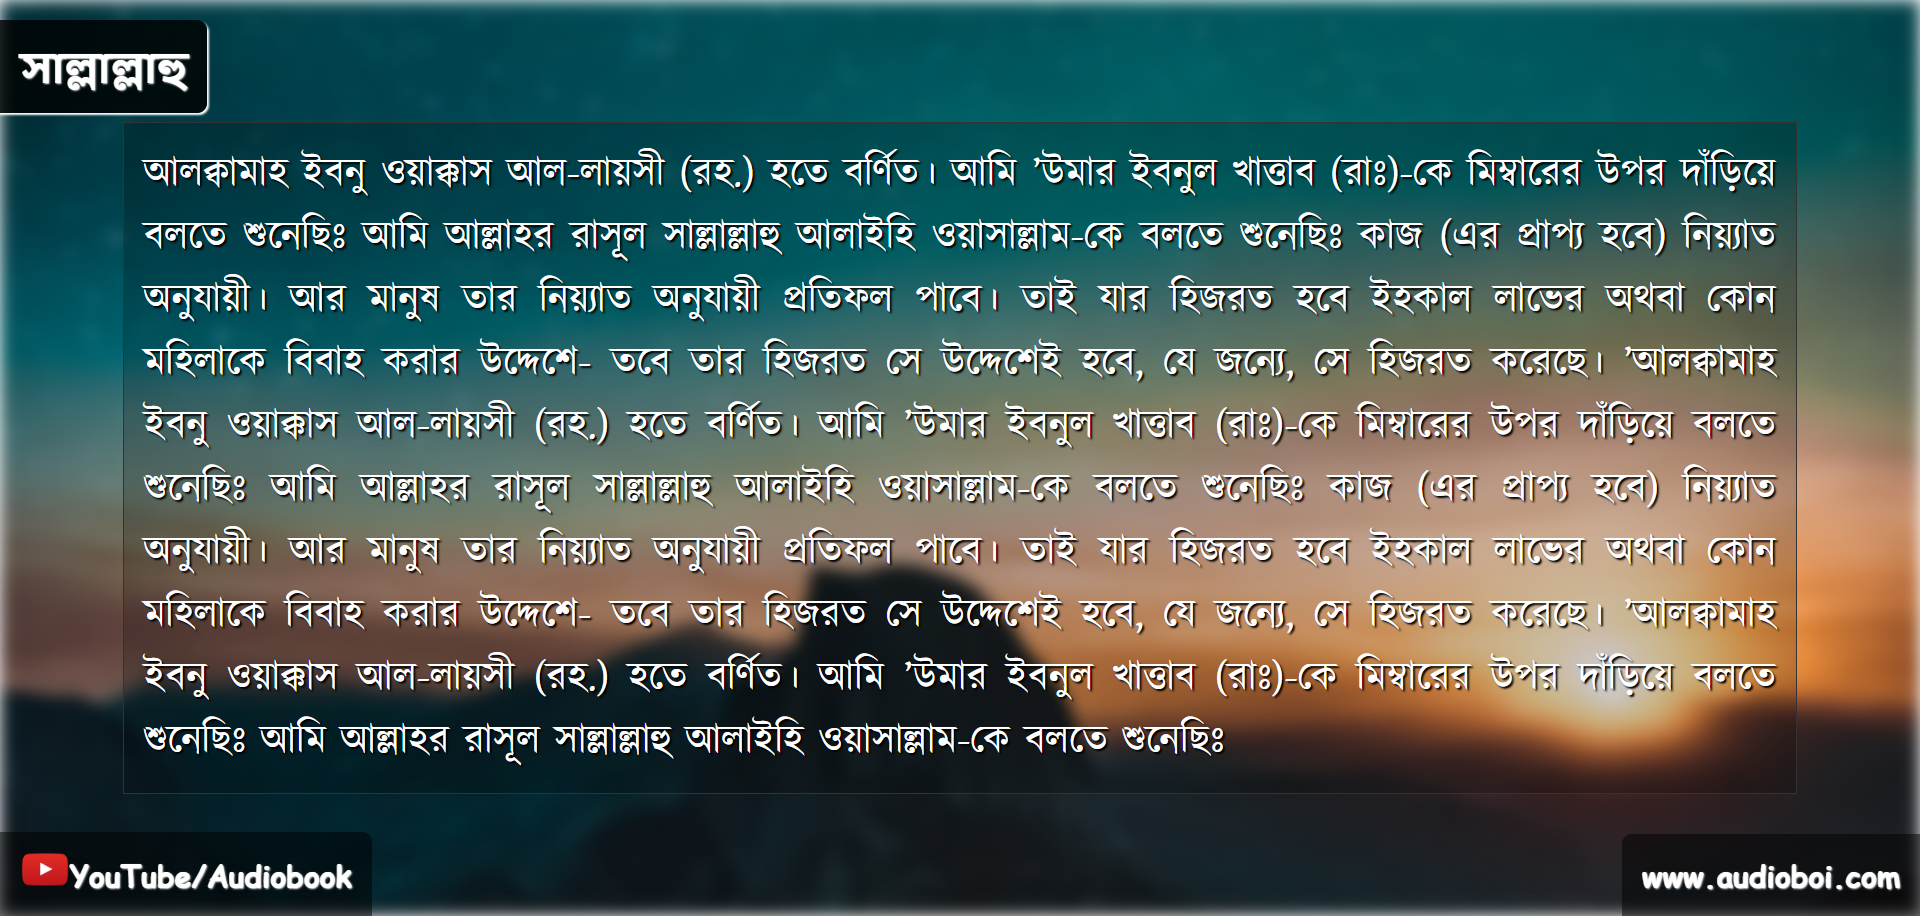 সাল্লাল্লাহু
আলক্বামাহ ইবনু ওয়াক্কাস আল-লায়সী (রহ.) হতে বর্ণিত। আমি ’উমার ইবনুল খাত্তাব (রাঃ)-কে মিম্বারের উপর দাঁড়িয়ে
বলতে শুনেছিঃ আমি আল্লাহর রাসূল সাল্লাল্লাহু আলাইহি ওয়াসাল্লাম-কে বলতে শুনেছিঃ কাজ (এর প্রাপ্য হবে) নিয়্যাত
অনুযায়ী। আর মানুষ তার নিয়্যাত অনুযায়ী প্রতিফল পাবে। তাই যার হিজরত হবে ইহকাল লাভের অথবা কোন
মহিলাকে বিবাহ করার উদ্দেশে- তবে তার হিজরত সে উদ্দেশেই হবে, যে জন্যে, সে হিজরত করেছে। ’আলক্বামাহ
ইবনু ওয়াক্কাস আল-লায়সী (রহ.) হতে বর্ণিত। আমি ’উমার ইবনুল খাত্তাব (রাঃ)-কে মিম্বারের উপর দাঁড়িয়ে বলতে
শুনেছিঃ আমি আল্লাহর রাসূল সাল্লাল্লাহু আলাইহি ওয়াসাল্লাম-কে বলতে শুনেছিঃ কাজ (এর প্রাপ্য হবে) নিয়্যাত
অনুযায়ী। আর মানুষ তার নিয়্যাত অনুযায়ী প্রতিফল পাবে। তাই যার হিজরত হবে ইহকাল লাভের অথবা কোন
মহিলাকে বিবাহ করার উদ্দেশে- তবে তার হিজরত সে উদ্দেশেই হবে, যে জন্যে, সে হিজরত করেছে। ’আলক্বামাহ
ইবনু ওয়াক্কাস আল-লায়সী (রহ.) হতে বর্ণিত। আমি ’উমার ইবনুল খাত্তাব (রাঃ)-কে মিম্বারের উপর দাঁড়িয়ে বলতে
শুনেছিঃ আমি আল্লাহর রাসূল সাল্লাল্লাহু আলাইহি ওয়াসাল্লাম-কে বলতে শুনেছিঃ
YouTube/Audiobook
www.audioboi.com